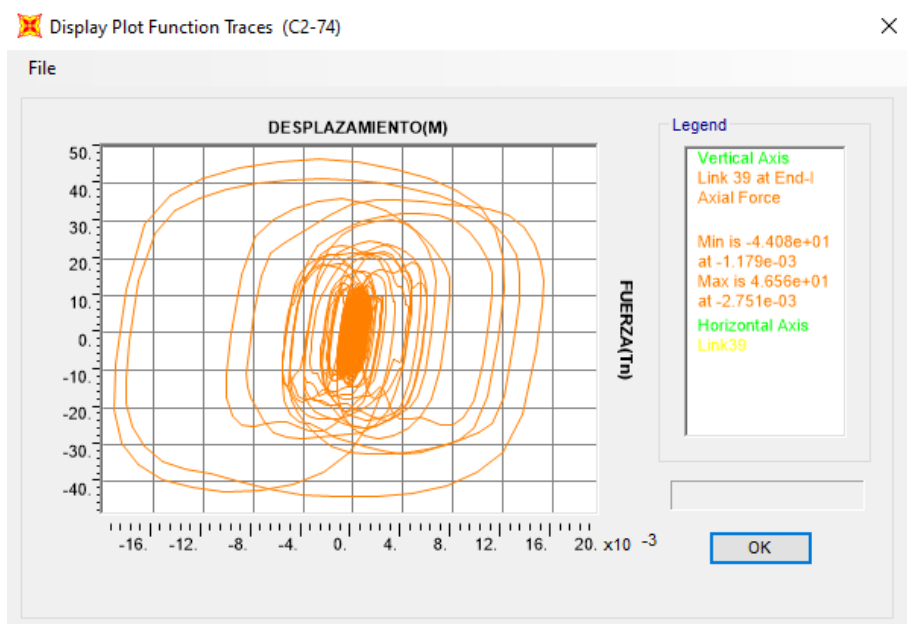 Display Plot Function Traces (C2-74)
File
DESPLAZAMIENTO(M)
50.
40.
30.
20.
10.
0.
-10.
-20.
-30.
-40.
-16. -12. -8. -4. 0. 4. 8. 12. 16. 20. x10 -3
FUERZA(Tn)
Legend
Vertical Axis
Link 39 at End-I
Axial Force
Min is -4.408e+01
at -1.179e-03
Max is 4.656e+01
at -2.751e-03
Horizontal Axis
Link39
OK